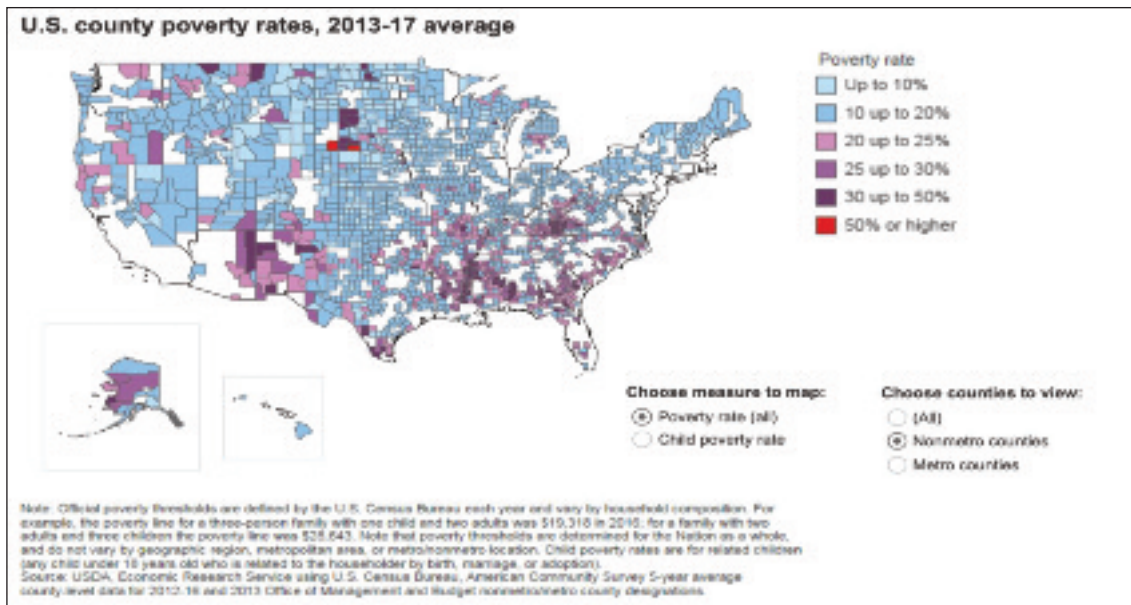 U.S. county poverty rates, 2013-17 average
Poverty rate
Up to 10%
10 up to 20%
20 up to 25%
25 up to 30%
30 up to 50%
50% or higher
Choose measure to map:
Poverty rate (all)
Child poverty rate
Choose counties to view:
(All)
Nonmetro counties
Metro counties
Note: Official poverty thresholds are defined by the U.S. Census Bureau each year and vary by household composition. For
example, the poverty line for a three-person family with one child and two adults was $19,318 in 2016; for a family with two
adults and three children the poverty line was $28,643. Note that poverty thresholds are determined for the Nation as a whole,
and do not vary by geographic region, metropolitan area, or metro/nonmetro location. Child poverty rates are for related children
(any child under 18 years old who is related to the householder by birth, marriage, or adoption).
Source: USDA, Economic Research Service using U.S. Census Bureau, American Community Survey 5-year average
county-level data for 2012-16 and 2013 Office of Management and Budget nonmetro/metro county designations.